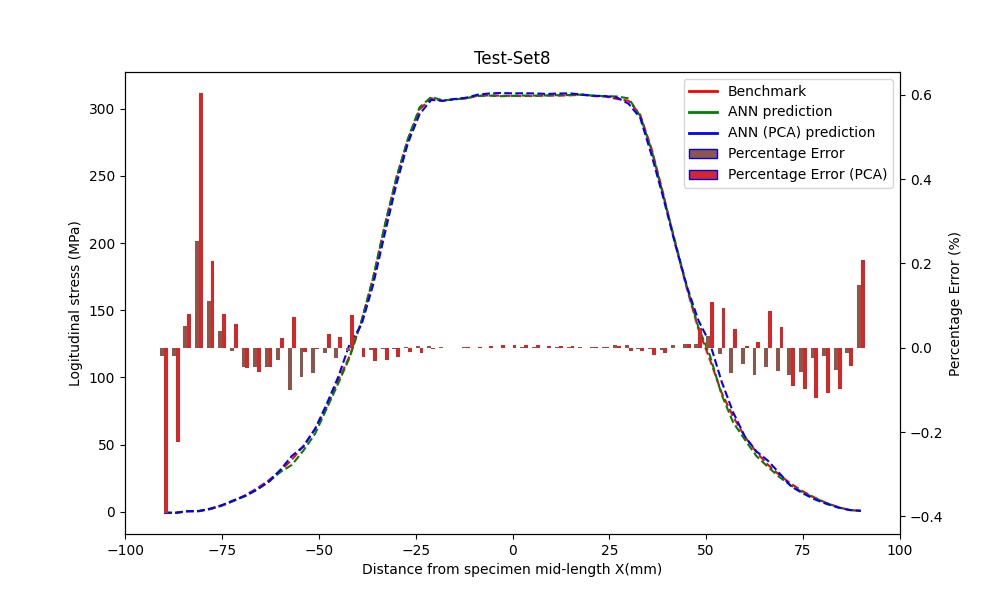 Test-Set8
Logitudinal stress (MPa)
300
250
200
150
100
50
0
Benchmark
ANN prediction
ANN (PCA) prediction
Percentage Error
Percentage Error (PCA)
0.6
0.4
0.2
0.0
−0.2
−0.4
Percentage Error (%)
−100 −75 −50 −25 0 25 50 75 100
Distance from specimen mid-length X(mm)